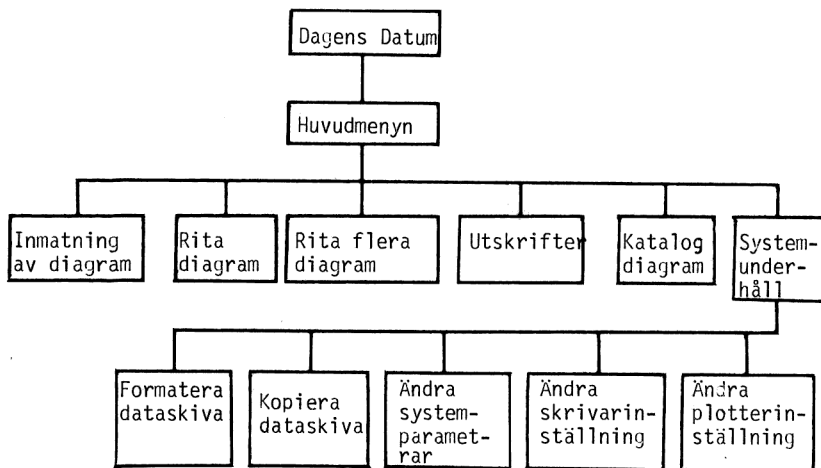 Dagens Datum
Huvudmenyn
Inmatning
av diagram
Rita
diagram
Rita flera
diagram
Utskrifter
Katalog
diagram
System-
under-
håll
Formatera
dataskiva
Kopiera
dataskiva
Ändra
system-
paramet-
rar
Ändra
skrivarin-
ställning
Ändra
plotterin-
ställning